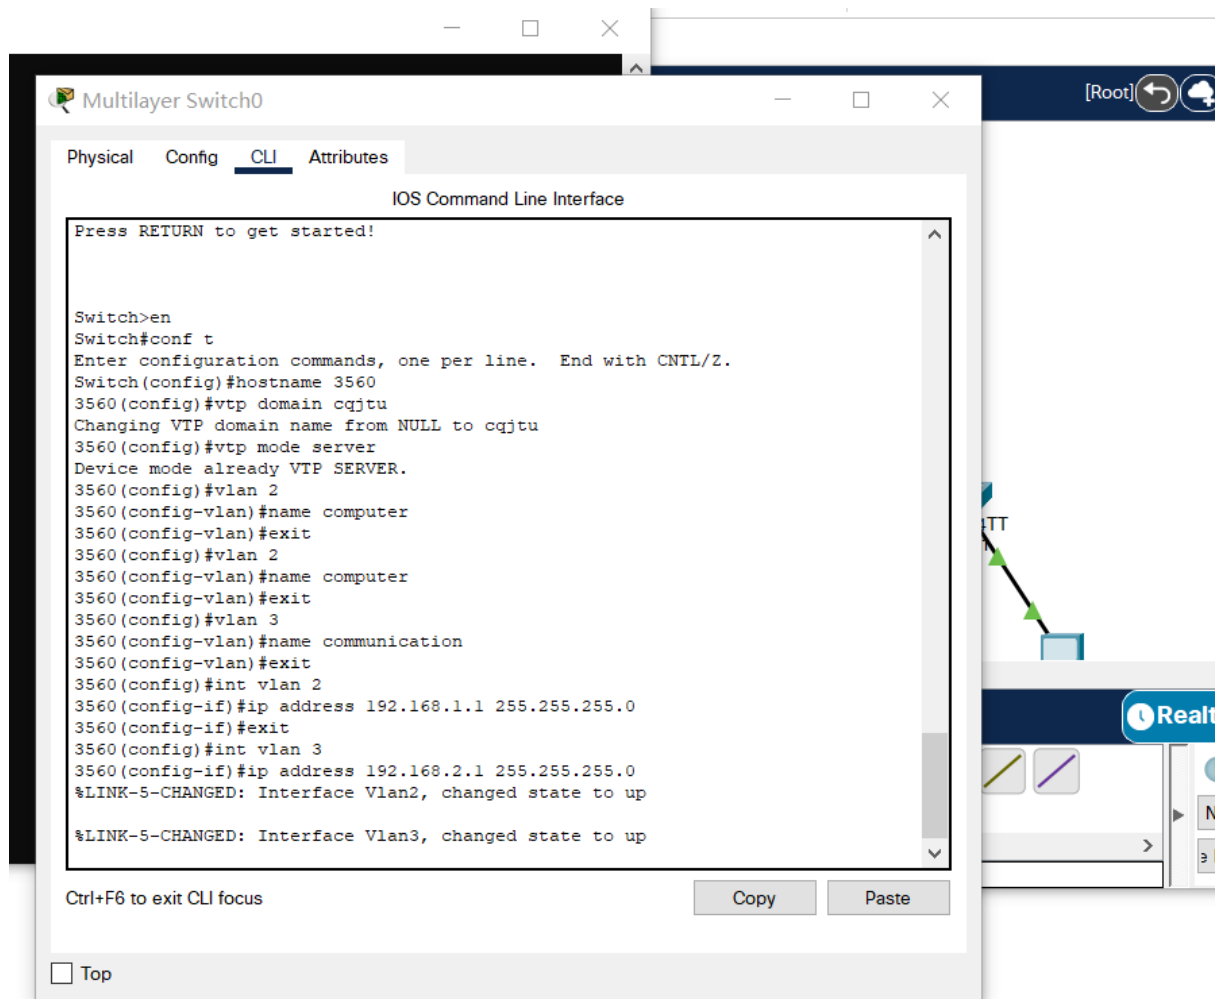 [Root]
Multilayer Switch0
Physical Config CLI Attributes
IOS Command Line Interface
Press RETURN to get started!
Switch>en
Switch#conf t
Enter configuration commands, one per line.  End with CNTL/Z.
Switch(config)#hostname 3560
3560(config)#vtp domain cqjtu
Changing VTP domain name from NULL to cqjtu
3560(config)#vtp mode server
Device mode already VTP SERVER.
3560(config)#vlan 2
3560(config-vlan)#name computer
3560(config-vlan)#exit
3560(config)#vlan 2
3560(config-vlan)#name computer
3560(config-vlan)#exit
3560(config)#vlan 3
3560(config-vlan)#name communication
3560(config-vlan)#exit
3560(config)#int vlan 2
3560(config-if)#ip address 192.168.1.1 255.255.255.0
3560(config-if)#exit
3560(config)#int vlan 3
3560(config-if)#ip address 192.168.2.1 255.255.255.0
%LINK-5-CHANGED: Interface Vlan2, changed state to up
%LINK-5-CHANGED: Interface Vlan3, changed state to up
Ctrl+F6 to exit CLI focus
Copy
Paste
Top
TT
Realt